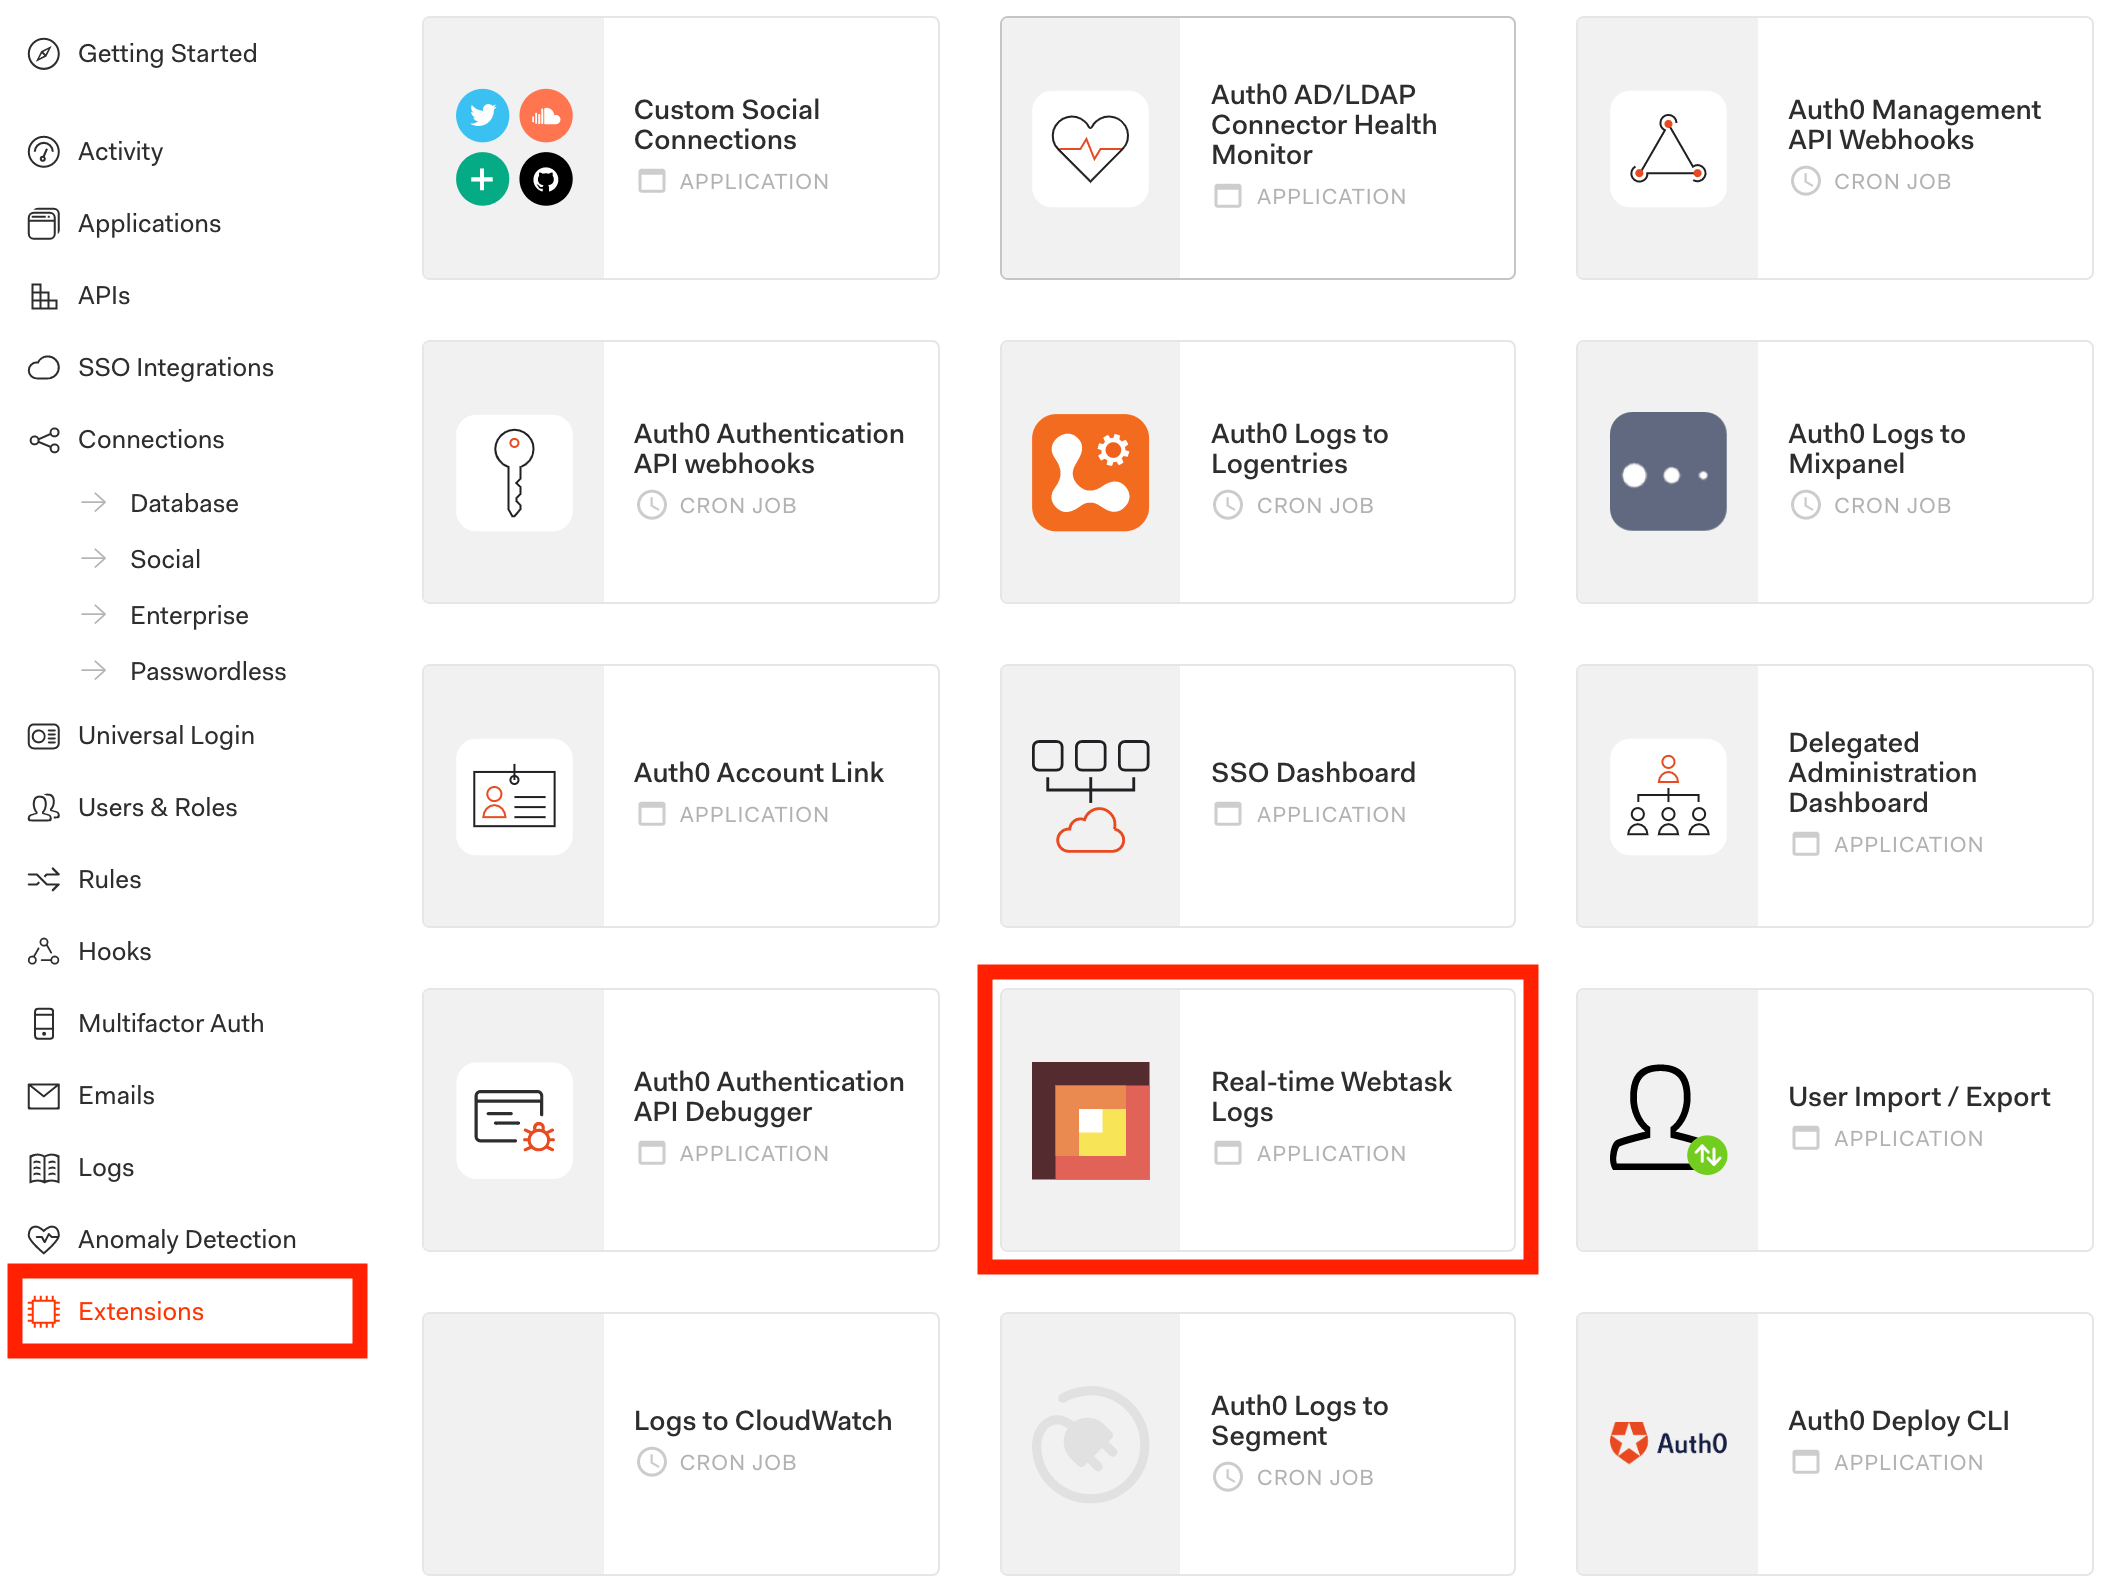 Getting Started
Activity
Applications
APIs
SSO Integrations
Connections
Database
Social
Enterprise
Passwordless
Universal Login
Users & Roles
Rules
Hooks
Multifactor Auth
Emails
Logs
Anomaly Detection
Extensions
Custom Social
Connections
APPLICATION
Auth0 AD/LDAP
Connector Health
Monitor
APPLICATION
Auth0 Management
API Webhooks
CRON JOB
Auth0 Authentication
API webhooks
CRON JOB
Auth0 Logs to
Logentries
CRON JOB
Auth0 Logs to
Mixpanel
CRON JOB
Auth0 Account Link
APPLICATION
SSO Dashboard
APPLICATION
Delegated
Administration
Dashboard
APPLICATION
Auth0 Authentication
API Debugger
APPLICATION
Real-time Webtask
Logs
APPLICATION
User Import / Export
APPLICATION
Logs to CloudWatch
CRON JOB
Auth0 Logs to
Segment
CRON JOB
Auth0
Auth0 Deploy CLI
APPLICATION